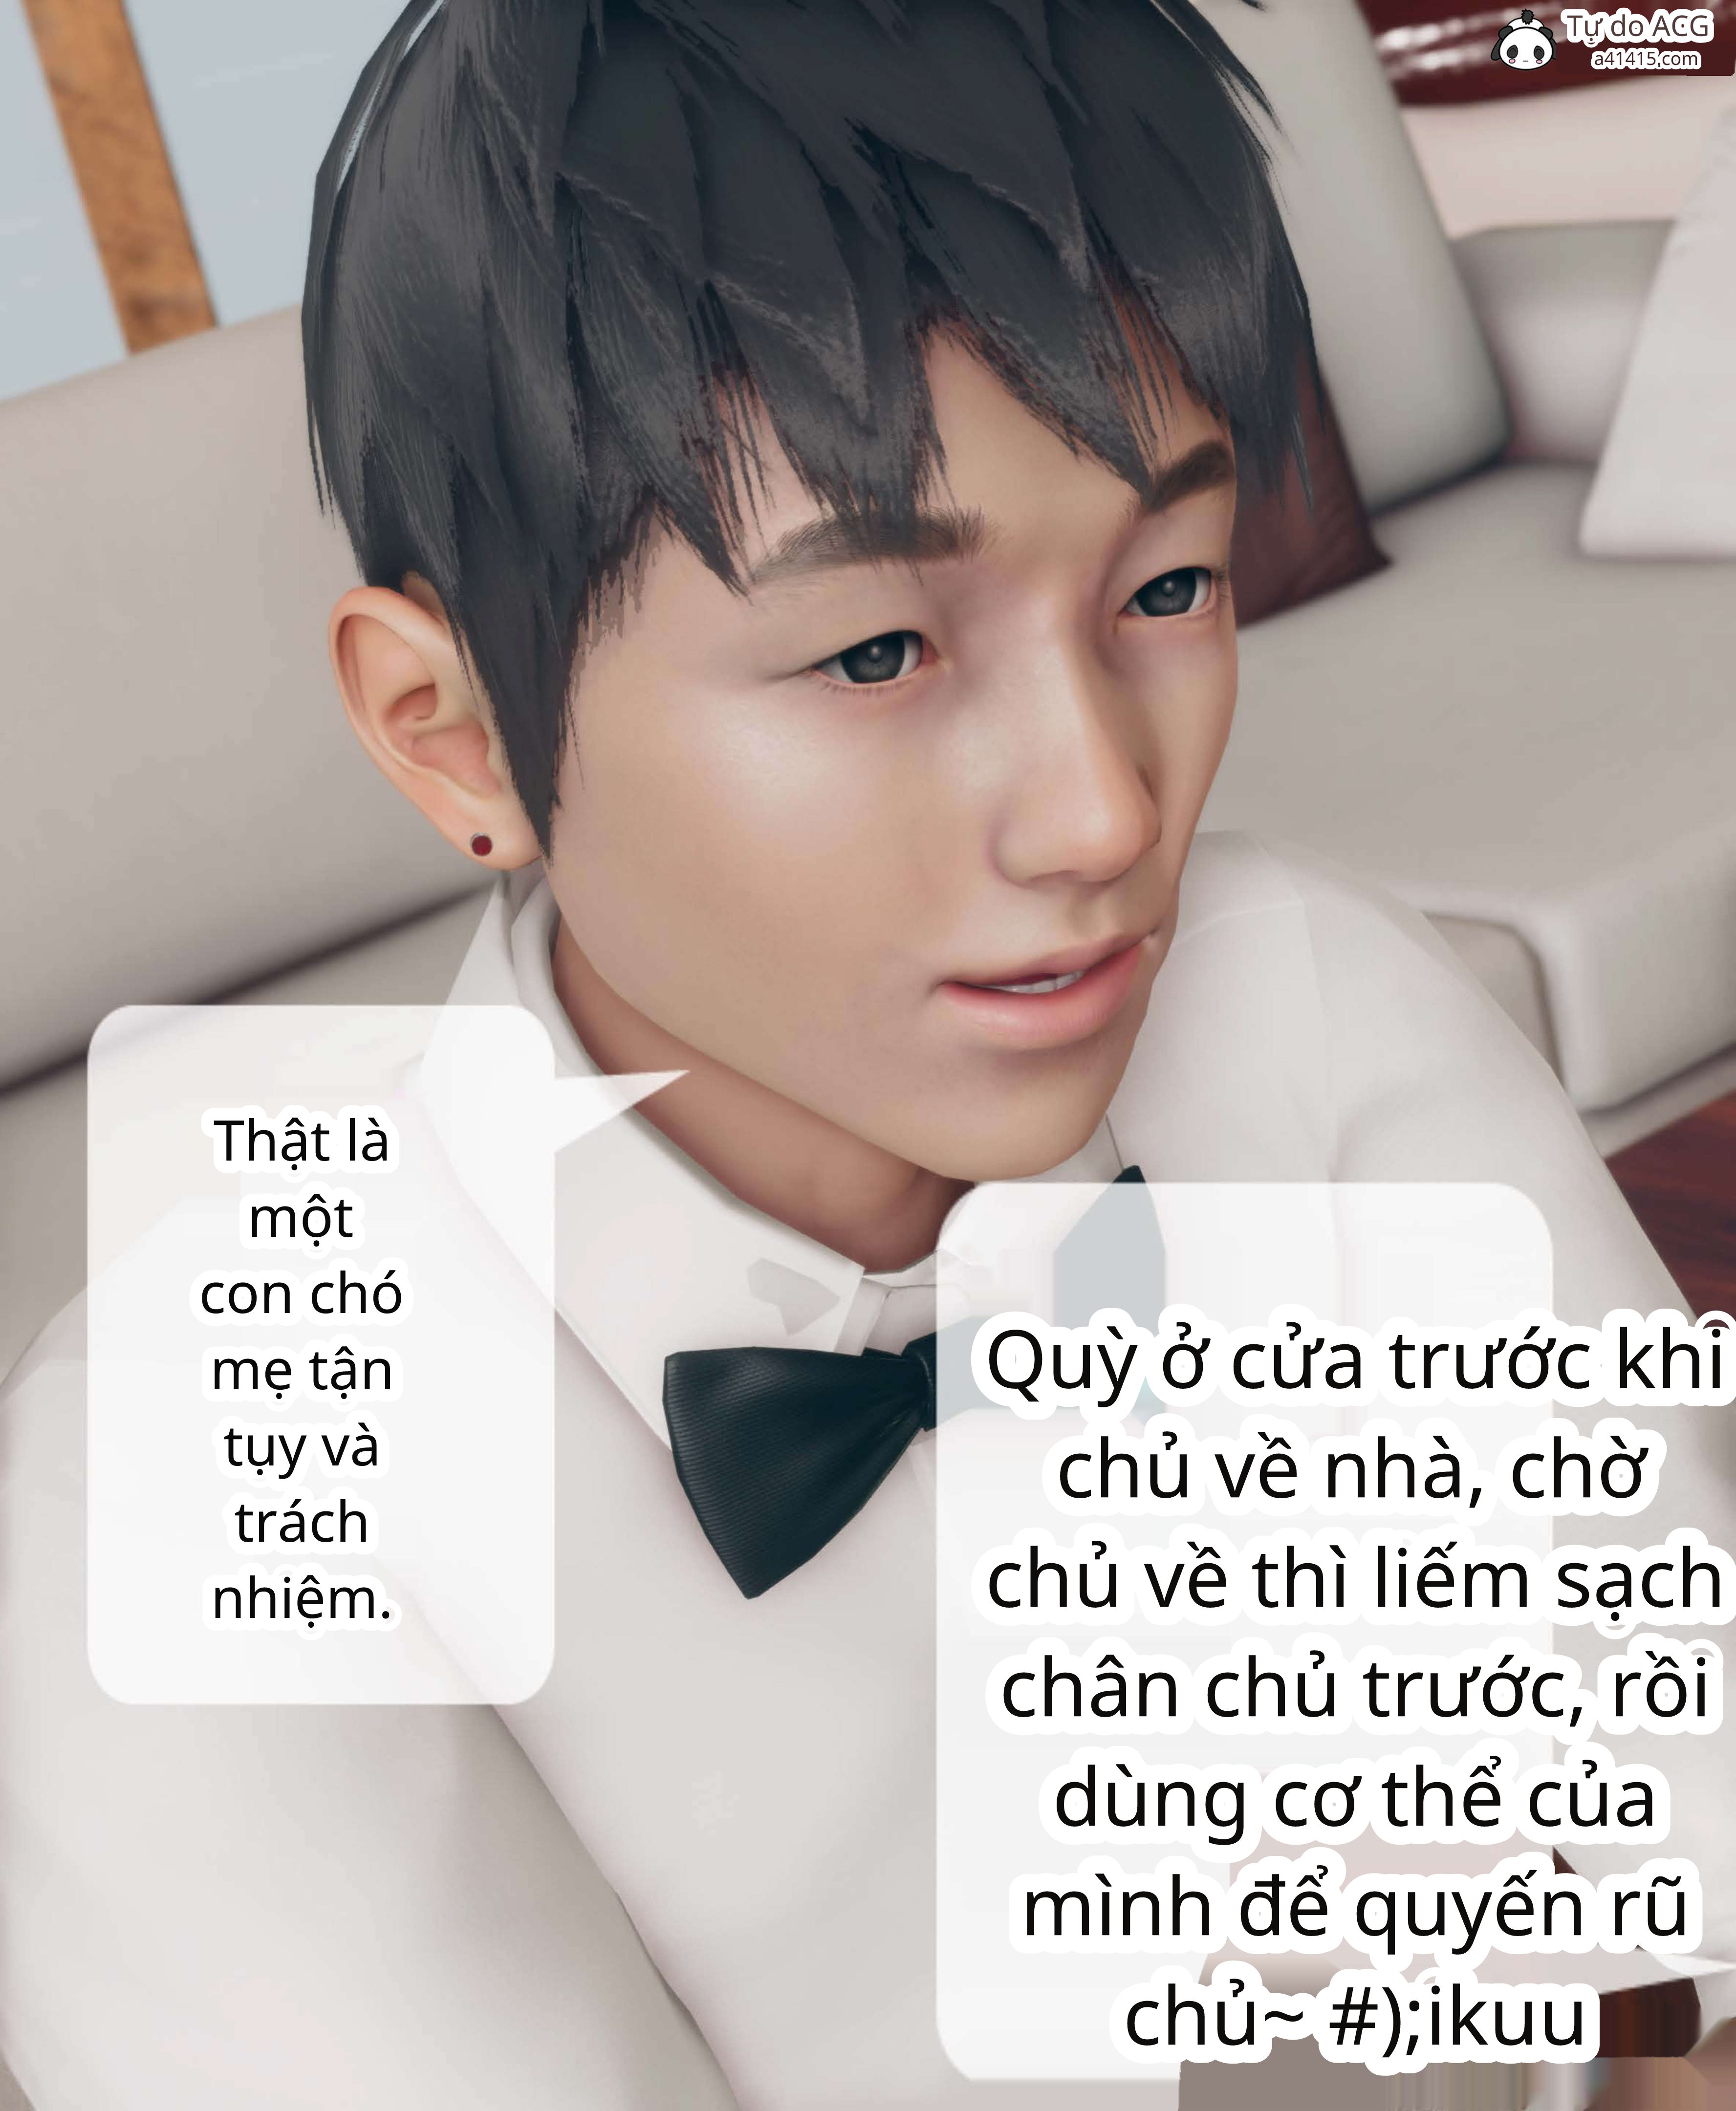 Tự do ACG
a41415.com
Thật là
một
con chó
mẹ tận
tụy và
trách
nhiệm.
Quỳ ở cửa trước khi
chủ về nhà, chờ
chủ về thì liếm sạch
chân chủ trước, rồi
dùng cơ thể của
mình để quyến rũ
chủ~ #);ikuu